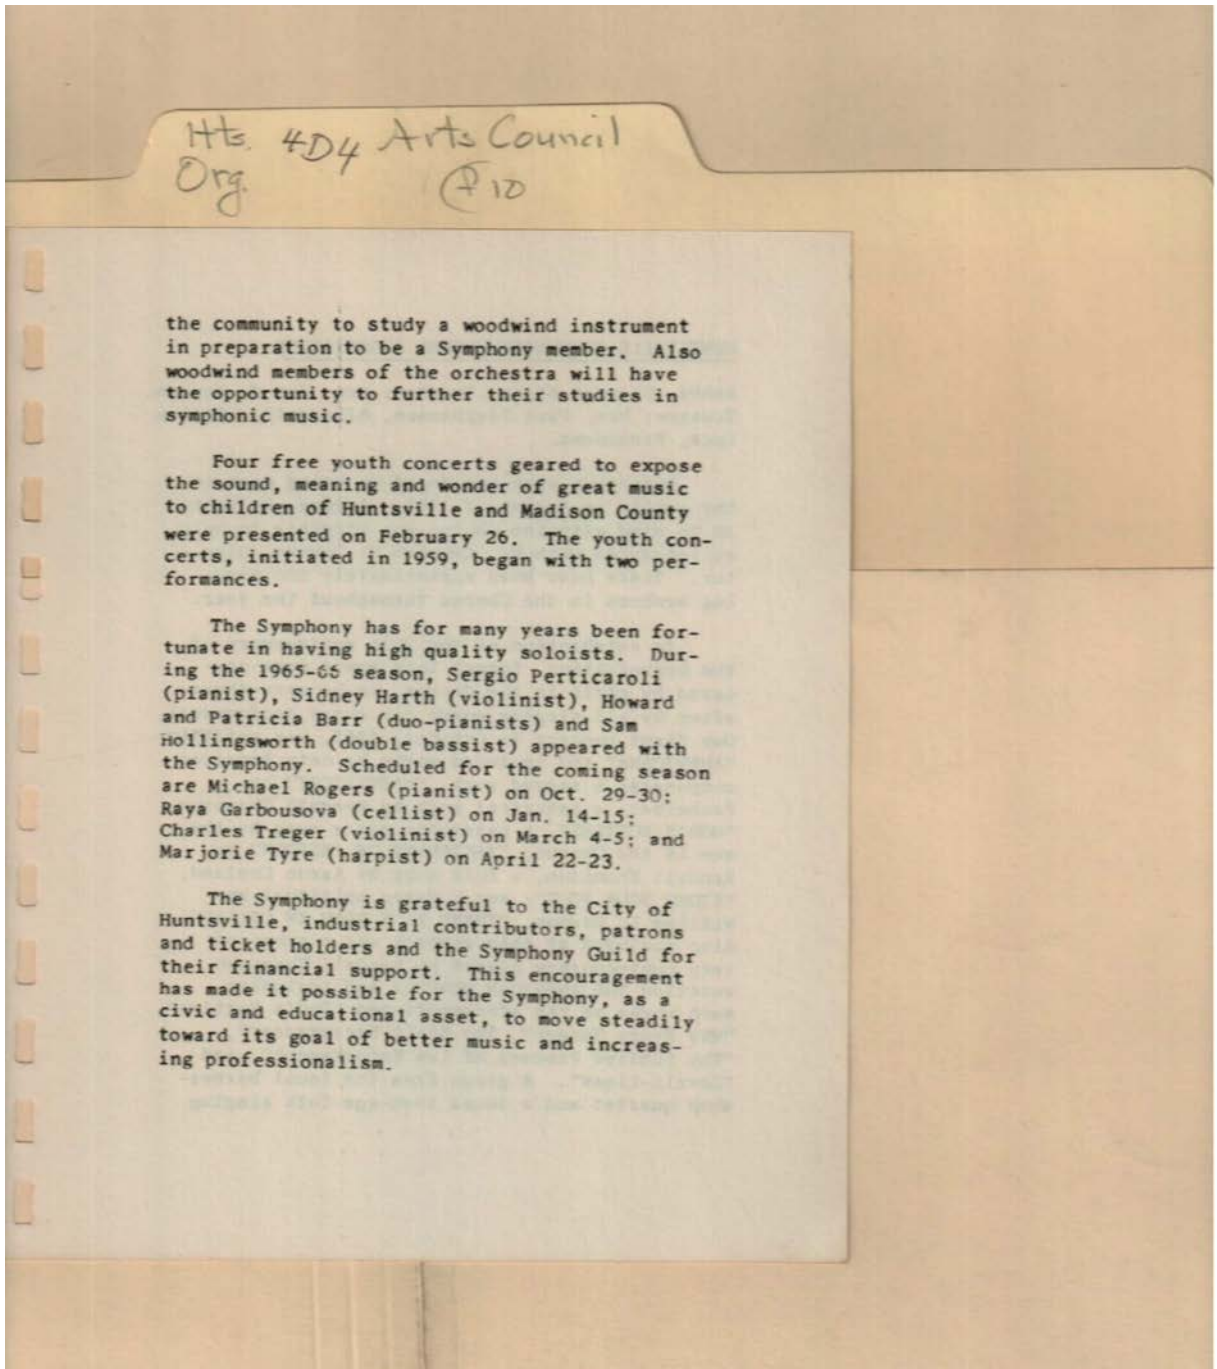 Hts. 4D4 Arts Council
Org. 10
the community to study a woodwind instrument
in preparation to be a Symphony member. Also
woodwind members of the orchestra will have
the opportunity to further their studies in
symphonic music.
Four free youth concerts geared to expose
the sound, meaning and wonder of great music
to children of Huntsville and Madison County
were presented on February 26. The youth con-
certs, initiated in 1959, began with two per-
formances.
The Symphony has for many years been for-
tunate in having high quality soloists. Dur-
ing the 1965-66 season, Sergio Perticaroli
(pianist), Sidney Harth (violinist), Howard
and Patricia Barr (duo-pianists) and Sam
Hollingsworth (double bassist) appeared with
the Symphony. Scheduled for the coming season
are Michael Rogers (pianist) on Oct. 29-30;
Raya Garbousova (cellist) on Jan. 14-15;
Charles Treger (violinist) on March 4-5; and
Marjorie Tyre (harpist) on April 22-23.
The Symphony is grateful to the City of
Huntsville, industrial contributors, patrons
and ticket holders and the Symphony Guild for
their financial support. This encouragement
has made it possible for the Symphony, as a
civic and educational asset, to move steadily
toward its goal of better music and increas-
ing professionalism.